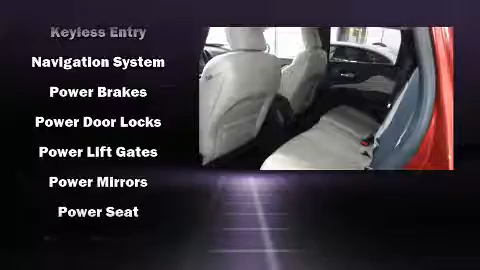 Keyless Entry
Navigation System
Power Brakes
Power Door Locks
Power Lift Gates
Power Mirrors
Power Seat